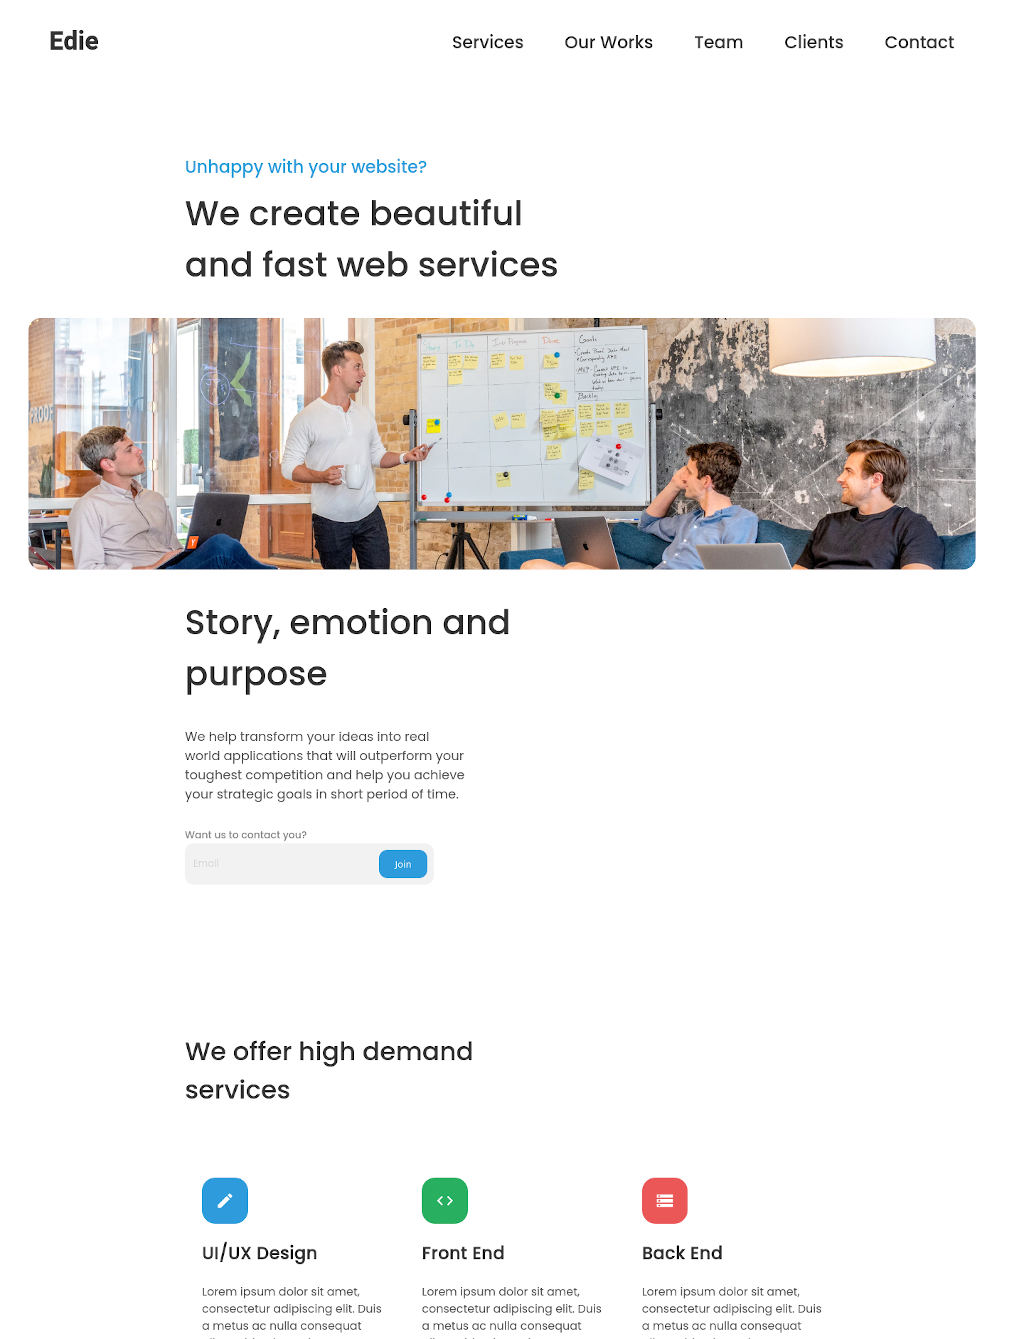 Edie
Services Our Works Team Clients Contact
Unhappy with your website?
We create beautiful
and fast web services
To Do
Done
Goals
Backlog
Story, emotion and
purpose
We help transform your ideas into real
world applications that will outperform your
toughest competition and help you achieve
your strategic goals in short period of time.
Want us to contact you?
Email
Join
We offer high demand
services
UI/UX Design
Lorem ipsum dolor sit amet,
consectetur adipiscing elit. Duis
a metus ac nulla consequat
Front End
Lorem ipsum dolor sit amet,
consectetur adipiscing elit. Duis
a metus ac nulla consequat
Back End
Lorem ipsum dolor sit amet,
consectetur adipiscing elit. Duis
a metus ac nulla consequat